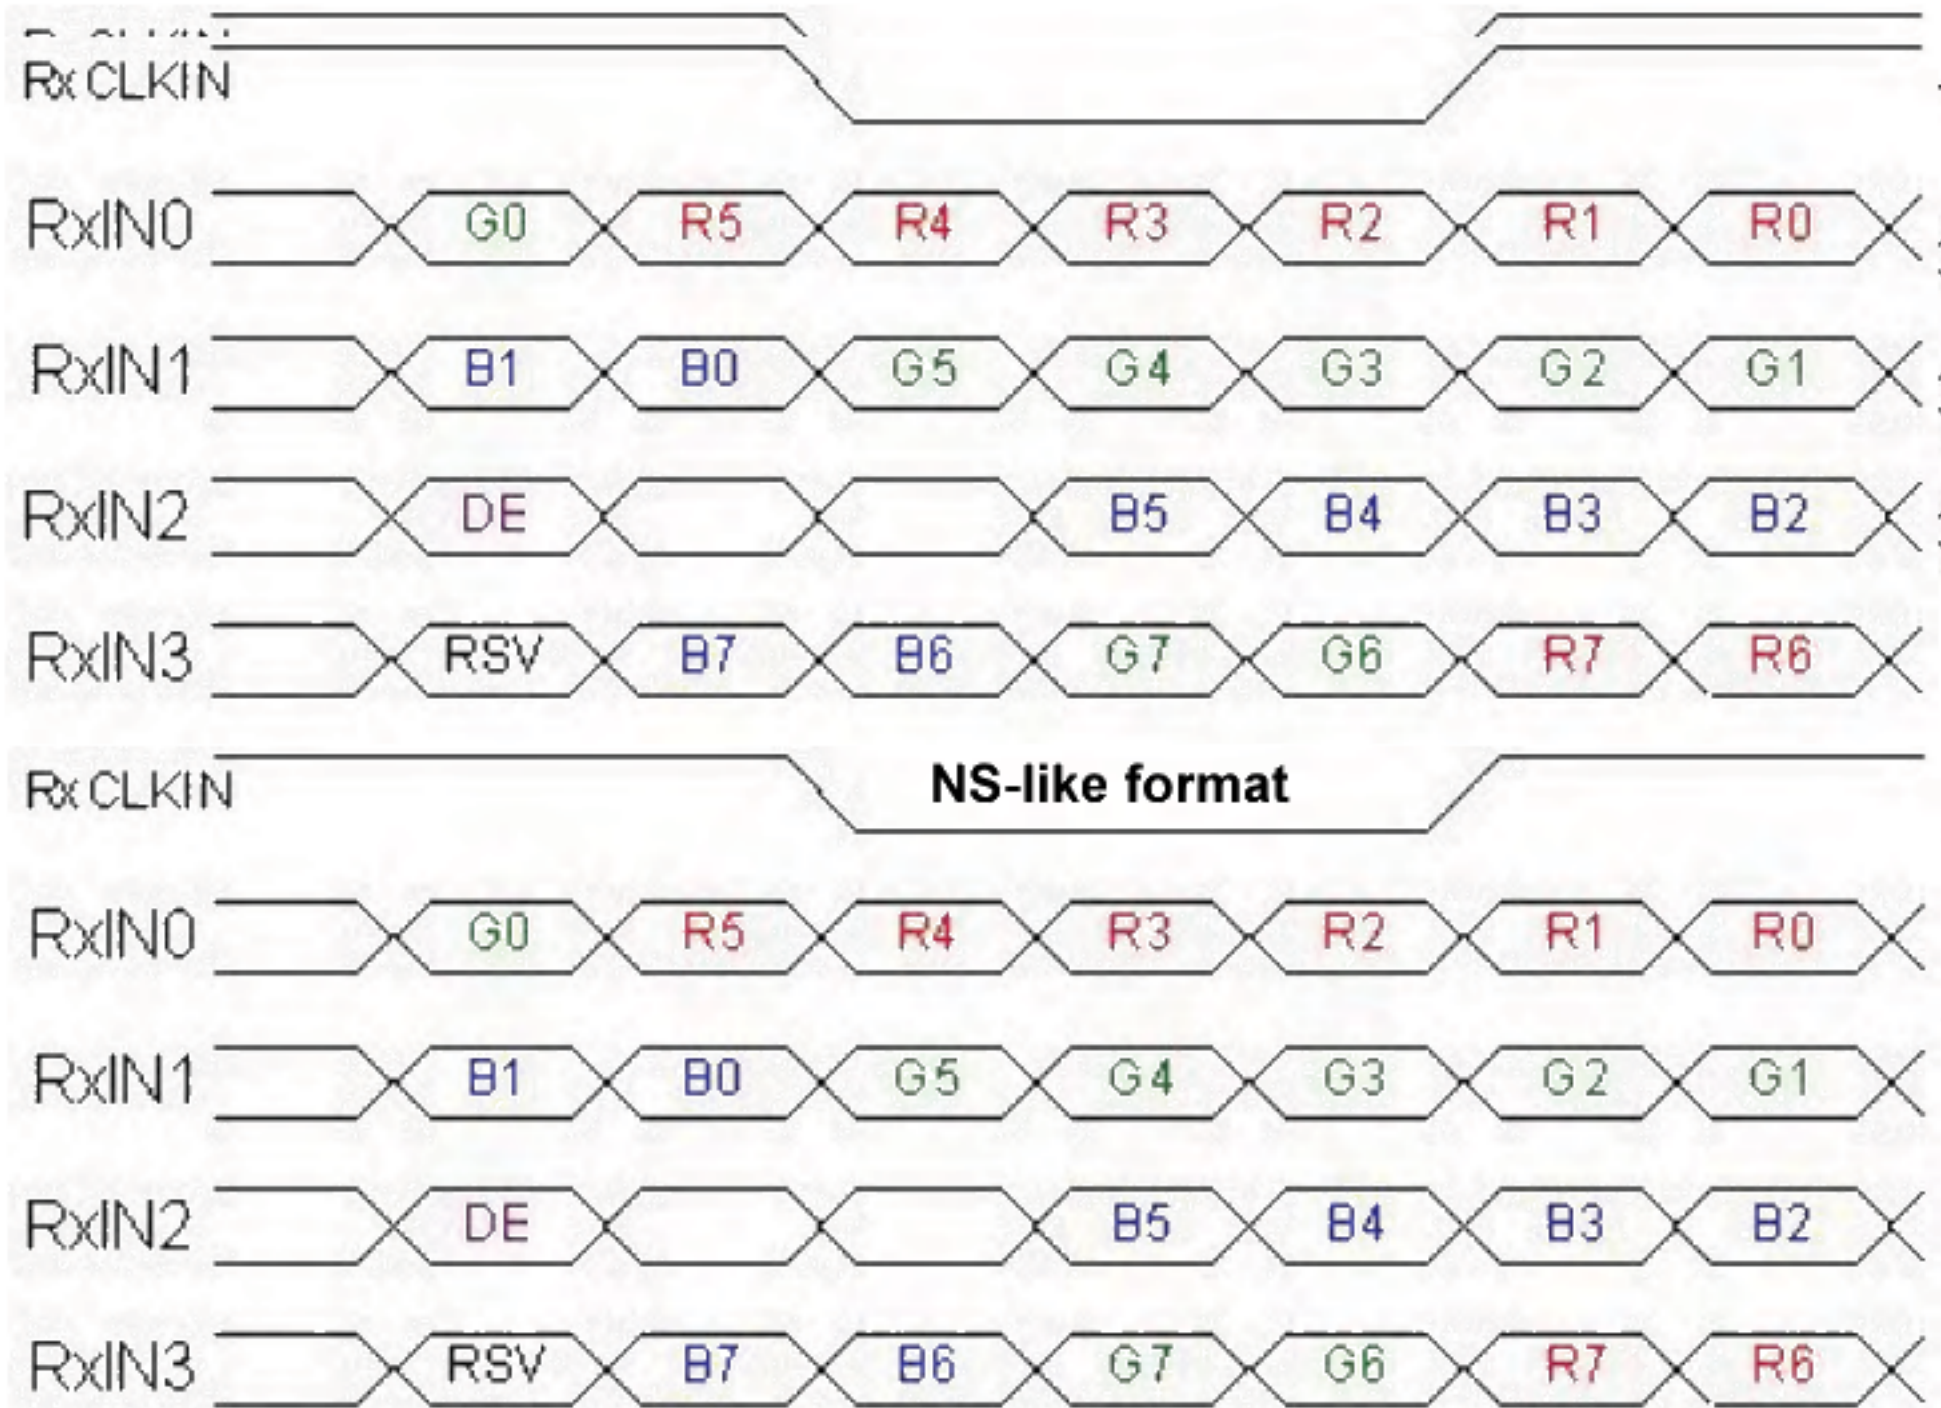 Rx CLKIN
RxIN0 G0 R5 R4 R3 R2 R1 R0
RxIN1 B1 B0 G5 G4 G3 G2 G1
RxIN2 DE B5 B4 B3 B2
RxIN3 RSV B7 B6 G7 G6 R7 R6
Rx CLKIN NS-like format
RxIN0 G0 R5 R4 R3 R2 R1 R0
RxIN1 B1 B0 G5 G4 G3 G2 G1
RxIN2 DE B5 B4 B3 B2
RxIN3 RSV B7 B6 G7 G6 R7 R6